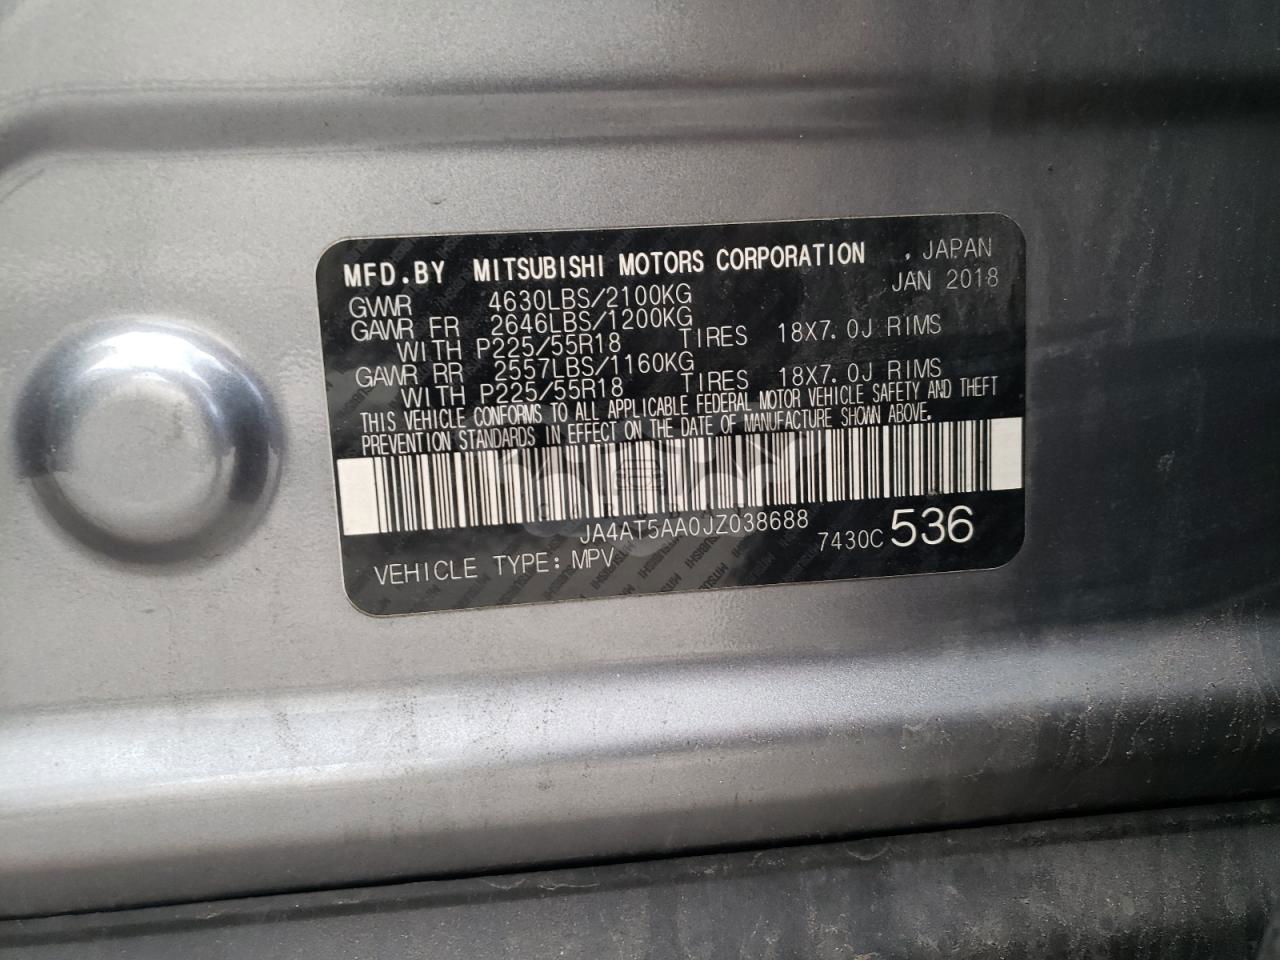 MFD.BY MITSUBISHI MOTORS CORPORATION , JAPAN
JAN 2018
GVWR 4630LBS/2100KG
GAWR FR 2646LBS/1200KG
WITH P225/55R18 TIRES 18X7.0J RIMS
GAWR RR 2557LBS/1160KG
WITH P225/55R18 TIRES 18X7.0J RIMS
THIS VEHICLE CONFORMS TO ALL APPLICABLE FEDERAL MOTOR VEHICLE SAFETY AND THEFT
PREVENTION STANDARDS IN EFFECT ON THE DATE OF MANUFACTURE SHOWN ABOVE.
JA4AT5AA0JZ038688
7430C 536
VEHICLE TYPE: MPV